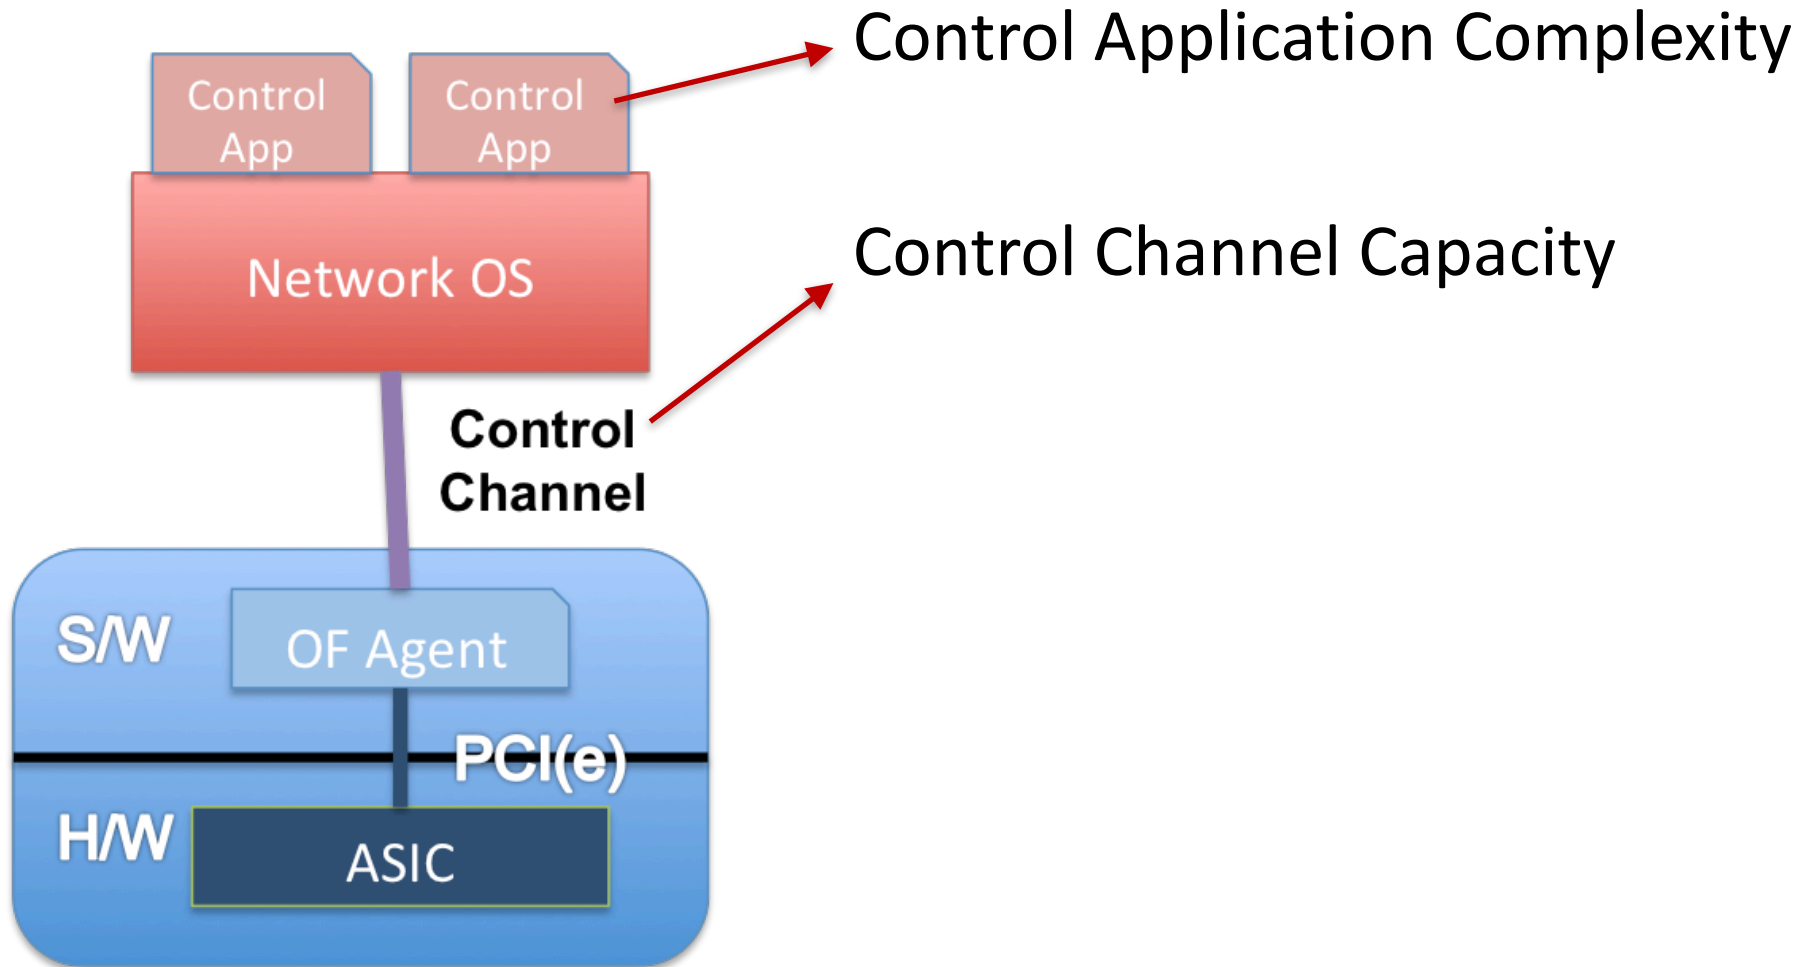 Control Application Complexity
Control
App
Control
App
Control Channel Capacity
Network OS
Control
Channel
S/W
OF Agent
PCI(e)
H/W
ASIC